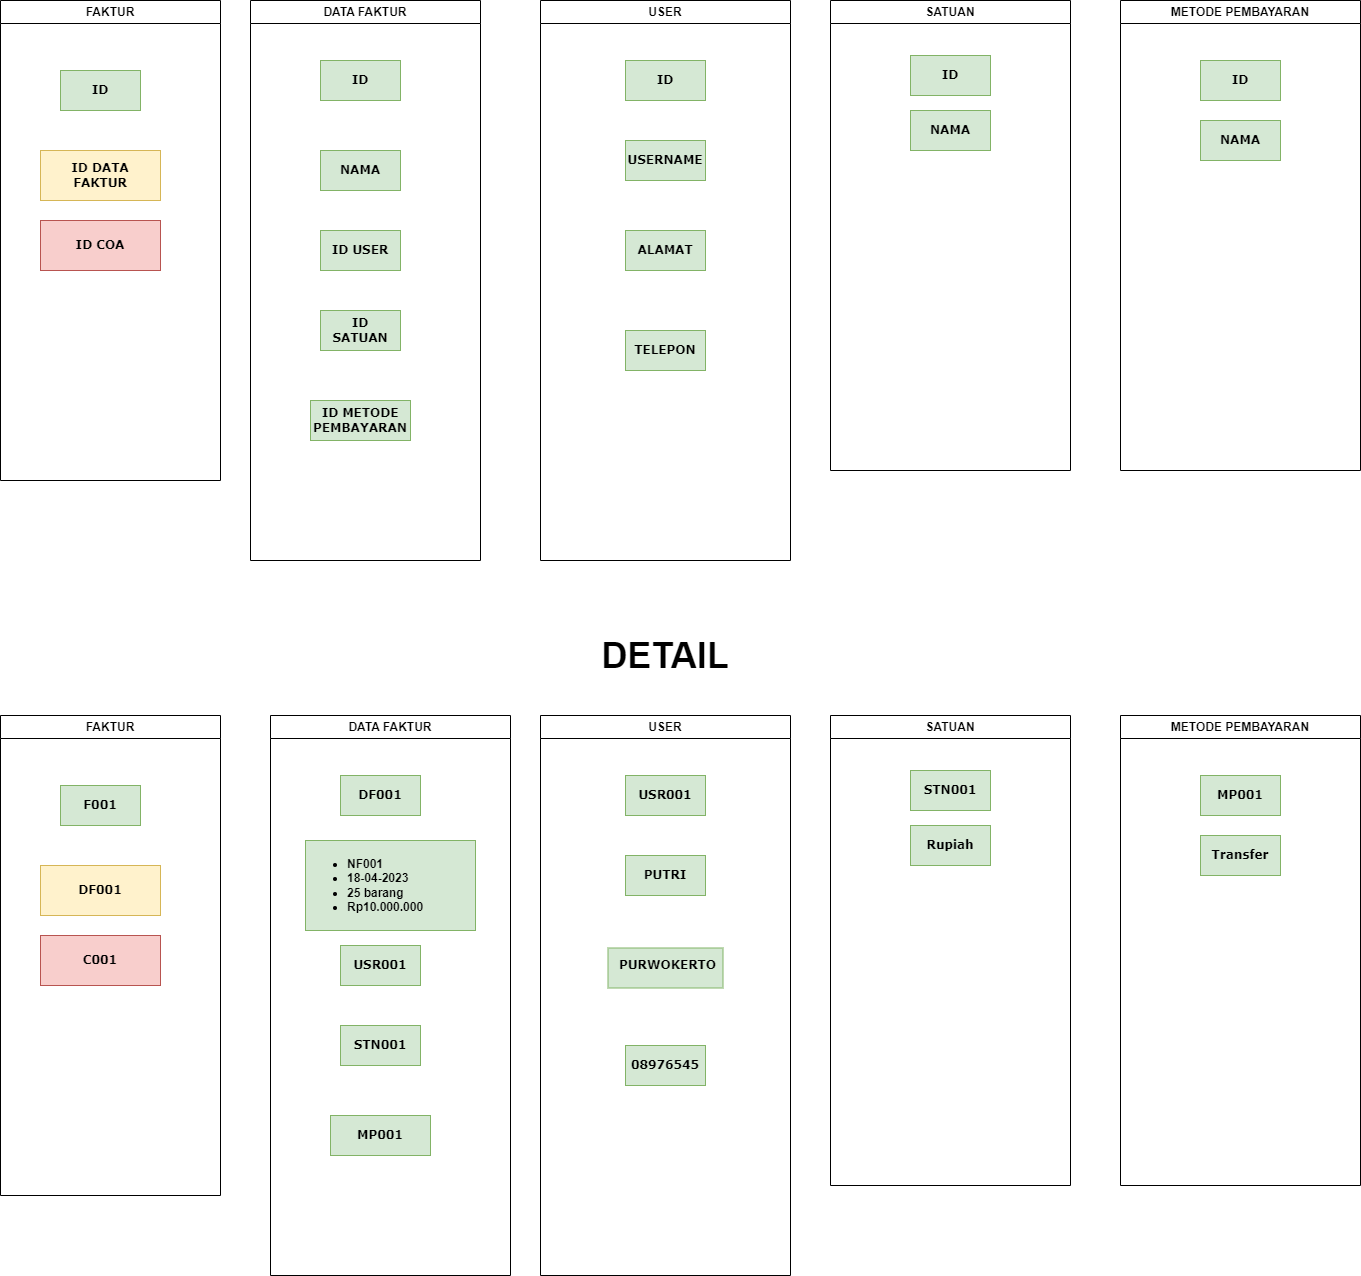 FAKTUR
ID
ID DATA
FAKTUR
ID COA
DATA FAKTUR
ID
NAMA
ID USER
ID
SATUAN
ID METODE
PEMBAYARAN
USER
ID
USERNAME
ALAMAT
TELEPON
SATUAN
ID
NAMA
METODE PEMBAYARAN
ID
NAMA
DETAIL
FAKTUR
F001
DF001
C001
DATA FAKTUR
DF001
• NF001
• 18-04-2023
• 25 barang
• Rp10.000.000
USR001
STN001
MP001
USER
USR001
PUTRI
PURWOKERTO
08976545
SATUAN
STN001
Rupiah
METODE PEMBAYARAN
MP001
Transfer